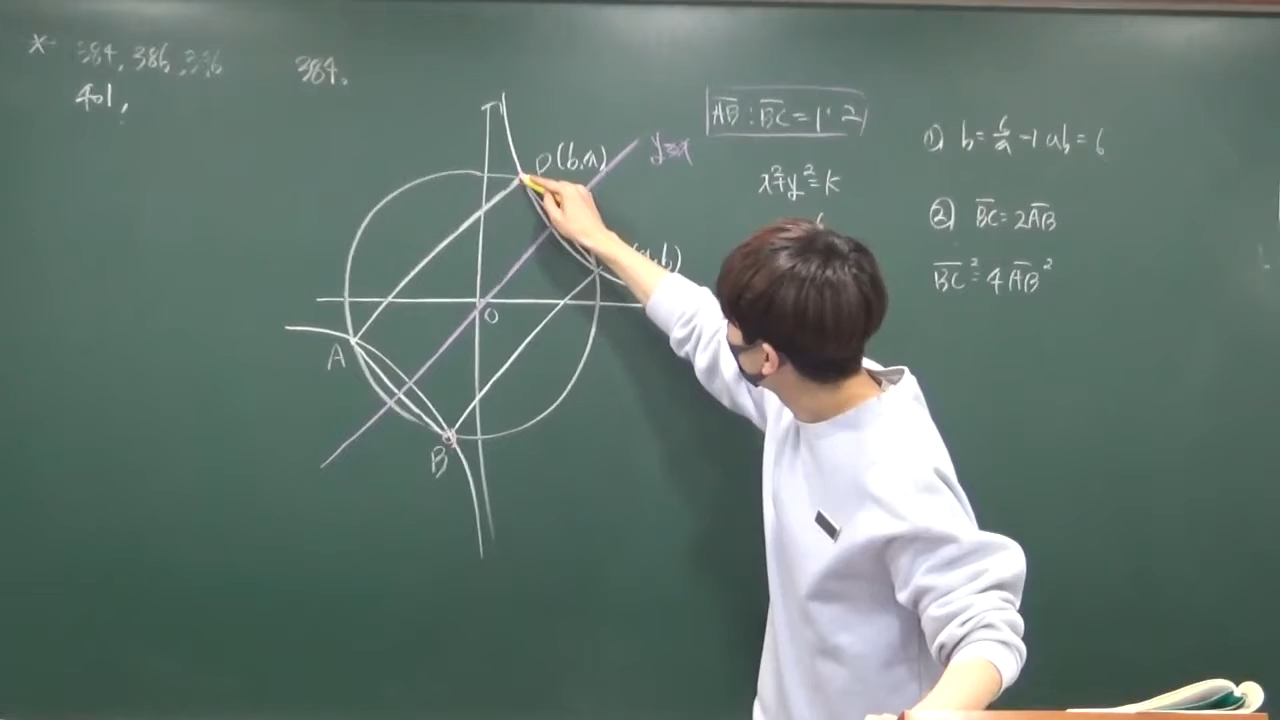 384, 386,
384,
401,
AB : BC = 1 : 2
x²+y²=k
D(b,a)
y=x
O
A
B
① b=6/a → ab=6
② BC=2AB
BC²=4AB²